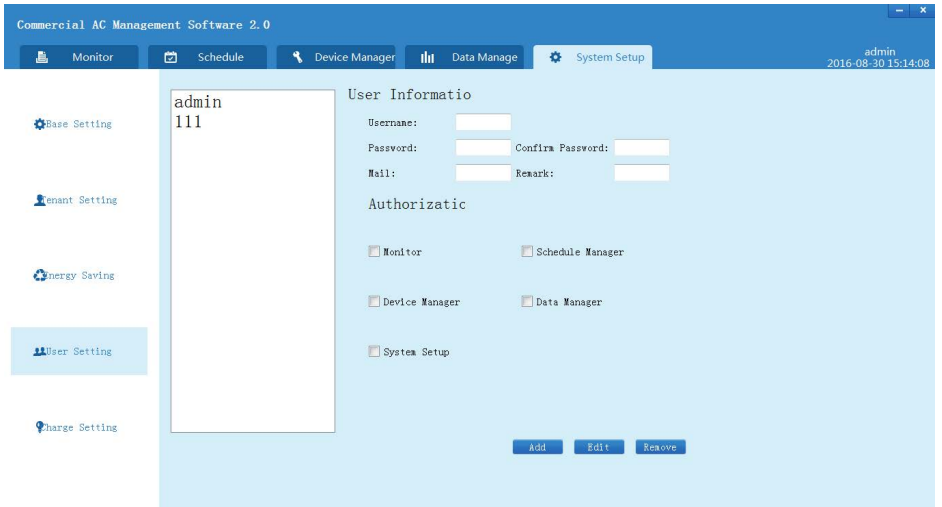 Commercial AC Management Software 2.0
Monitor Schedule Device Manager Data Manage System Setup
admin
2016-08-30 15:14:08
Base Setting
Tenant Setting
Energy Saving
User Setting
Charge Setting
admin
111
User Informatio
Username:
Password: Confirm Password:
Mail: Remark:
Authorizatic
Monitor Schedule Manager
Device Manager Data Manager
System Setup
Add Edit Remove